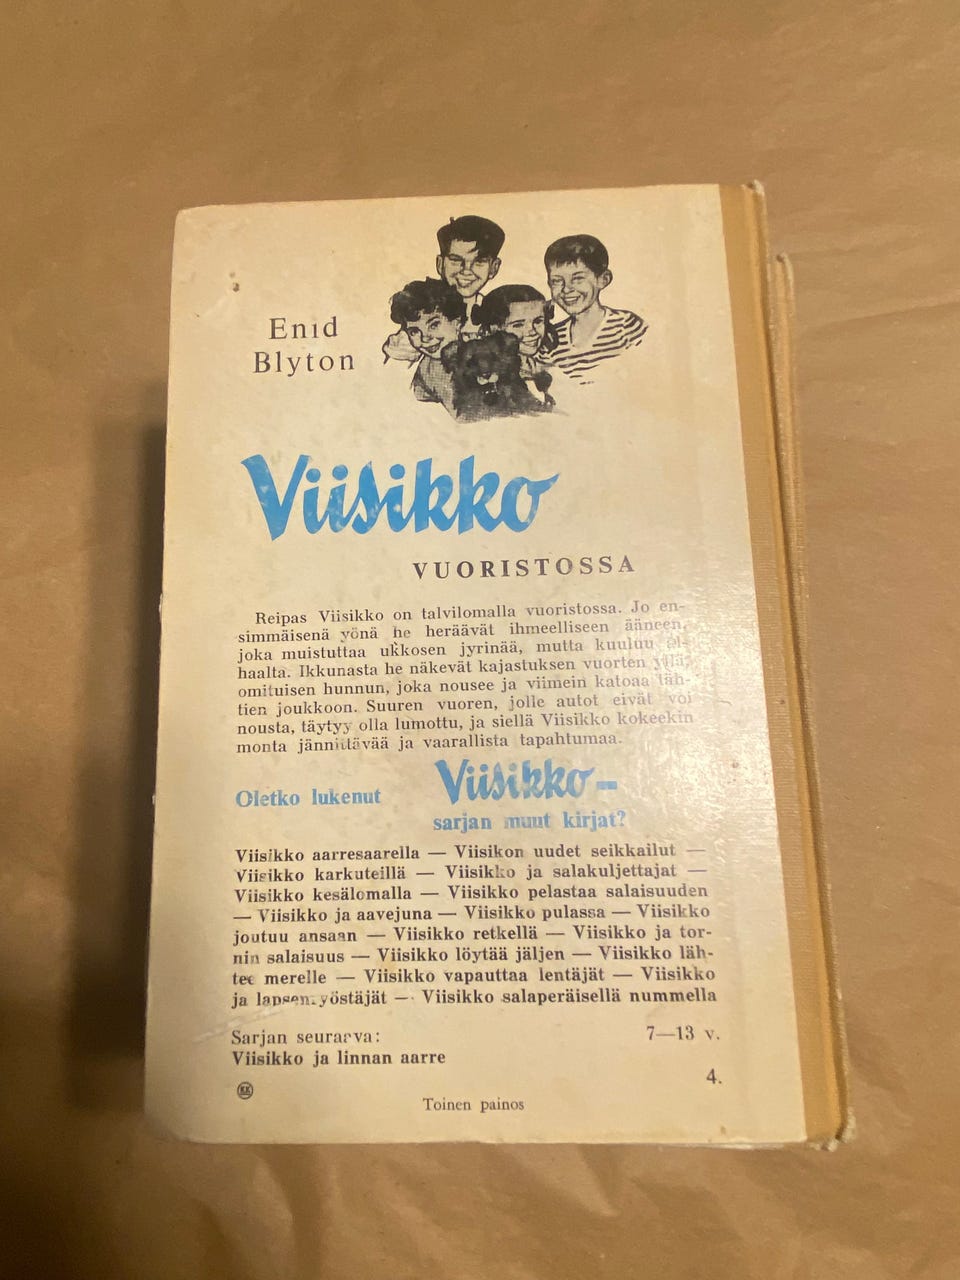 Enid
Blyton
Viisikko
VUORISTOSSA
Reipas Viisikko on talvilomalla vuoristossa. Jo en-
simmäisenä yönä he heräävät ihmeelliseen ääneen,
joka muistuttaa ukkosen jyrinää, mutta kuuluu al-
haalta. Ikkunasta he näkevät kajastuksen vuorten yllä,
omituisen hunnun, joka nousee ja viimein katoaa täh-
tien joukkoon. Suuren vuoren, jolle autot eivät voi
nousta, täytyy olla lumottu, ja siellä Viisikko kokeekin
monta jännittävää ja vaarallista tapahtumaa.
Oletko lukenut Viisikko-
sarjan muut kirjat?
Viisikko aarresaarella — Viisikon uudet seikkailut —
Viisikko karkuteillä — Viisikko ja salakuljettajat —
Viisikko kesälomalla — Viisikko pelastaa salaisuuden
— Viisikko ja aavejuna — Viisikko pulassa — Viisikko
joutuu ansaan — Viisikko retkellä — Viisikko ja tor-
nin salaisuus — Viisikko löytää jäljen — Viisikko läh-
tee merelle — Viisikko vapauttaa lentäjät — Viisikko
ja lapsenryöstäjät — Viisikko salaperäisellä nummella
Sarjan seuraava: 7—13 v.
Viisikko ja linnan aarre
4.
KK
Toinen painos